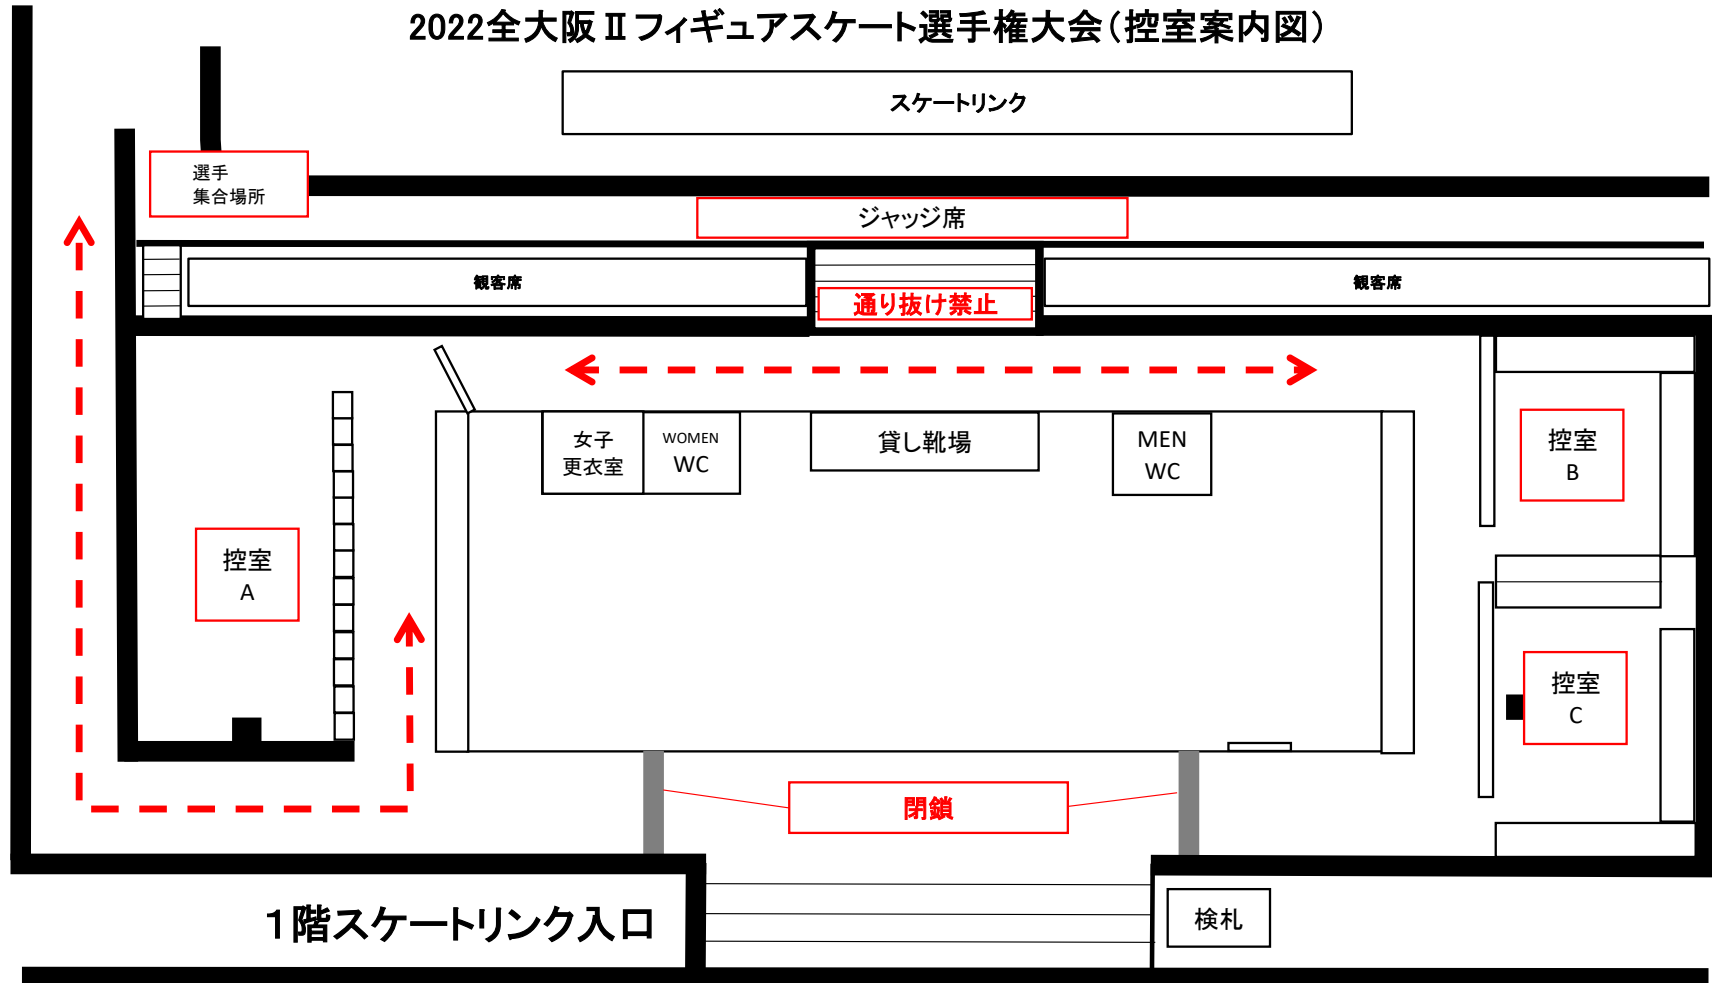 2022全大阪Ⅱフィギュアスケート選手権大会(控室案内図)
スケートリンク
選手
集合場所
ジャッジ席
観客席
通り抜け禁止
観客席
女子
更衣室
WOMEN
WC
貸し靴場
MEN
WC
控室
B
控室
A
控室
C
閉鎖
1階スケートリンク入口
検札